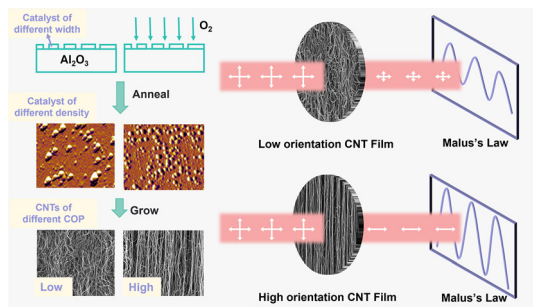 Catalyst of
different width
O2
Al2O3
Anneal
Catalyst of
different density
Grow
CNTs of
different COP
Low
High
Low orientation CNT Film
Malus's Law
High orientation CNT Film
Malus's Law